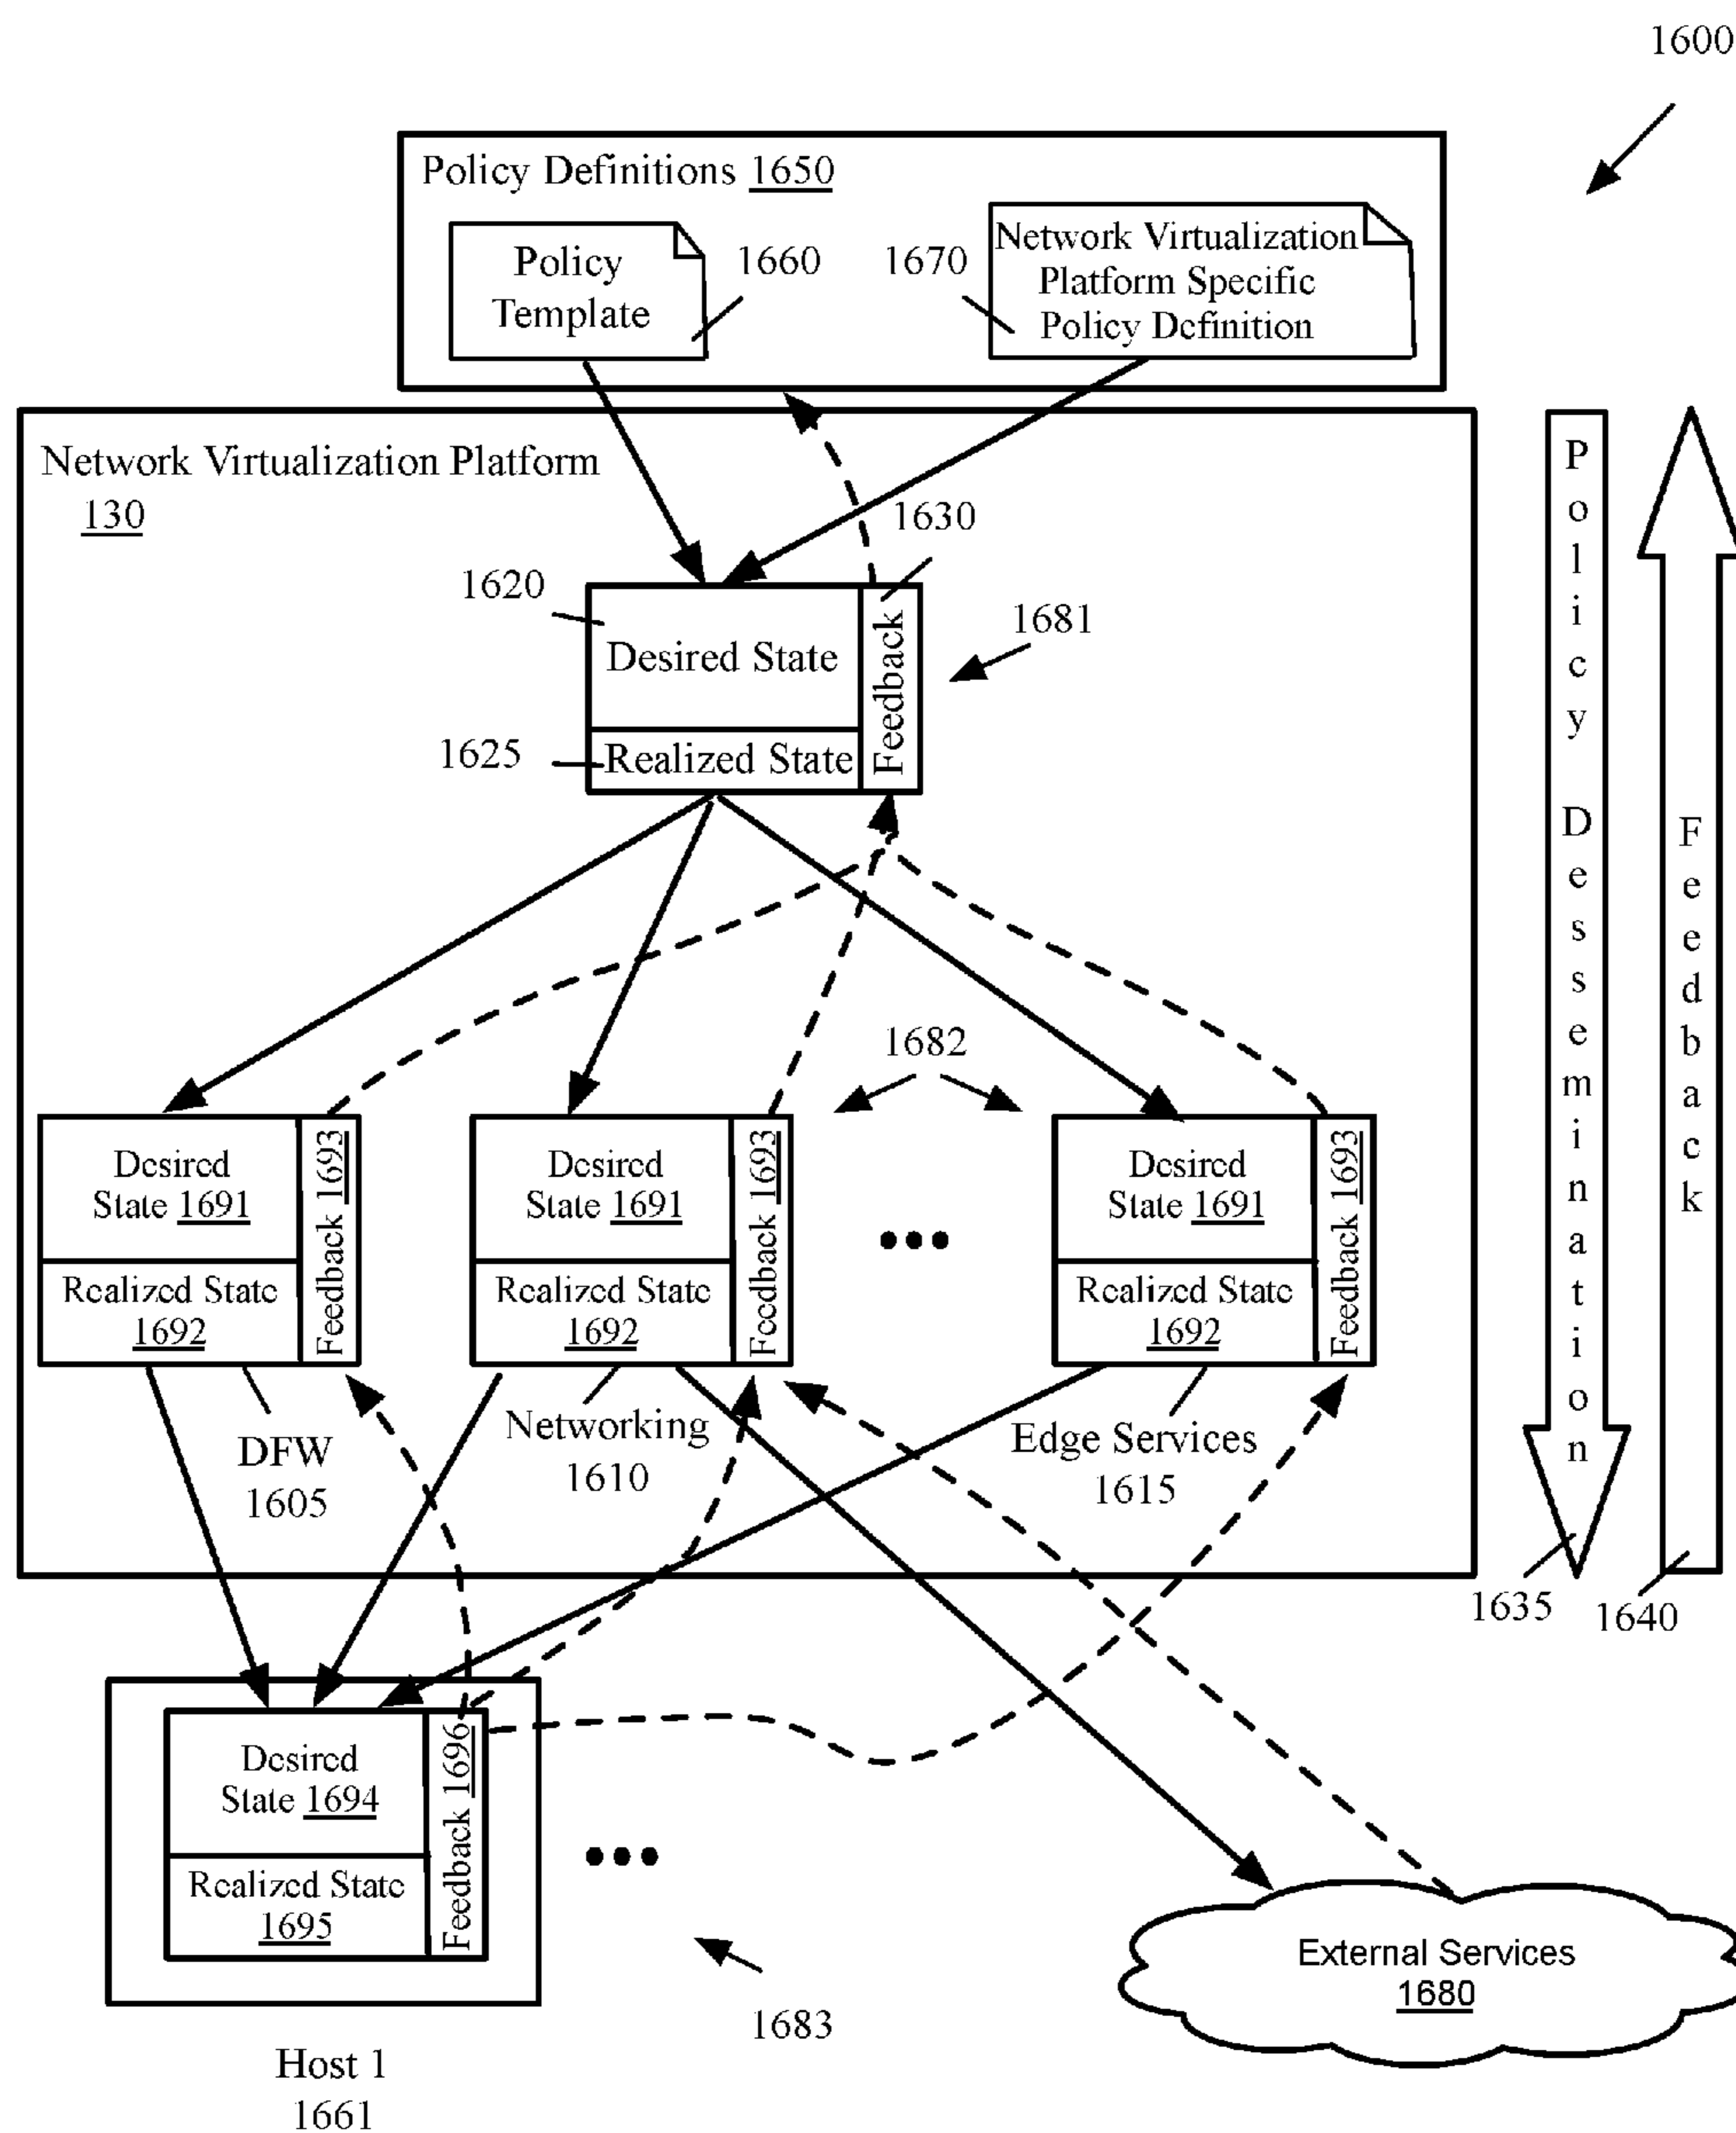 1600
Policy Definitions 1650
Policy
Template
1660
1670
Network Virtualization
Platform Specific
Policy Definition
Network Virtualization Platform
130
1630
1620
Desired State
1625
Realized State
Feedback
1681
1682
Desired
State 1691
Realized State
1692
Feedback 1693
Desired
State 1691
Realized State
1692
Feedback 1693
Desired
State 1691
Realized State
1692
Feedback 1693
DFW
1605
Networking
1610
Edge Services
1615
Policy Dessemination
Feedback
1635
1640
Desired
State 1694
Realized State
1695
Feedback 1696
1683
Host 1
1661
External Services
1680